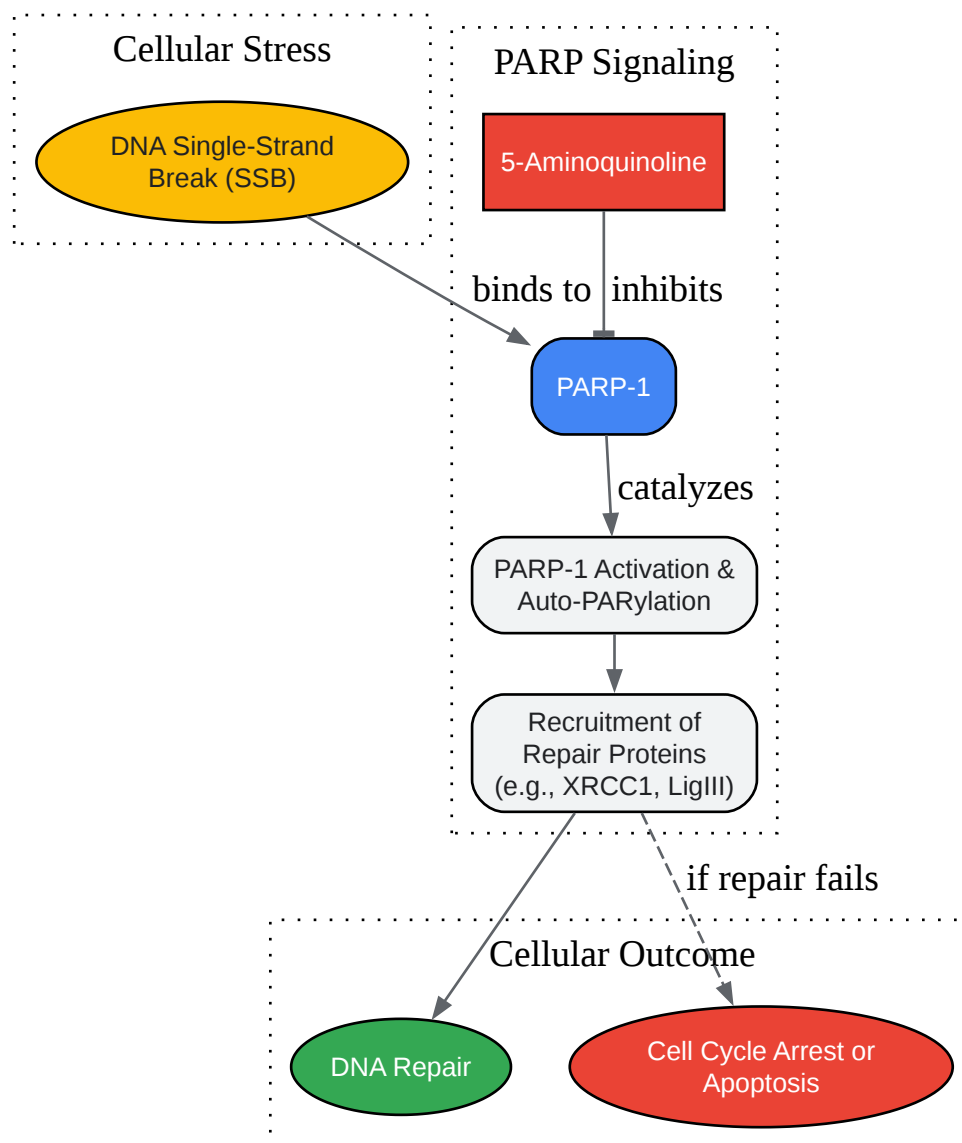 Cellular Stress
DNA Single-Strand
Break (SSB)
PARP Signaling
5-Aminoquinoline
binds to
inhibits
PARP-1
catalyzes
PARP-1 Activation &
Auto-PARylation
Recruitment of
Repair Proteins
(e.g., XRCC1, LigIII)
if repair fails
Cellular Outcome
DNA Repair
Cell Cycle Arrest or
Apoptosis